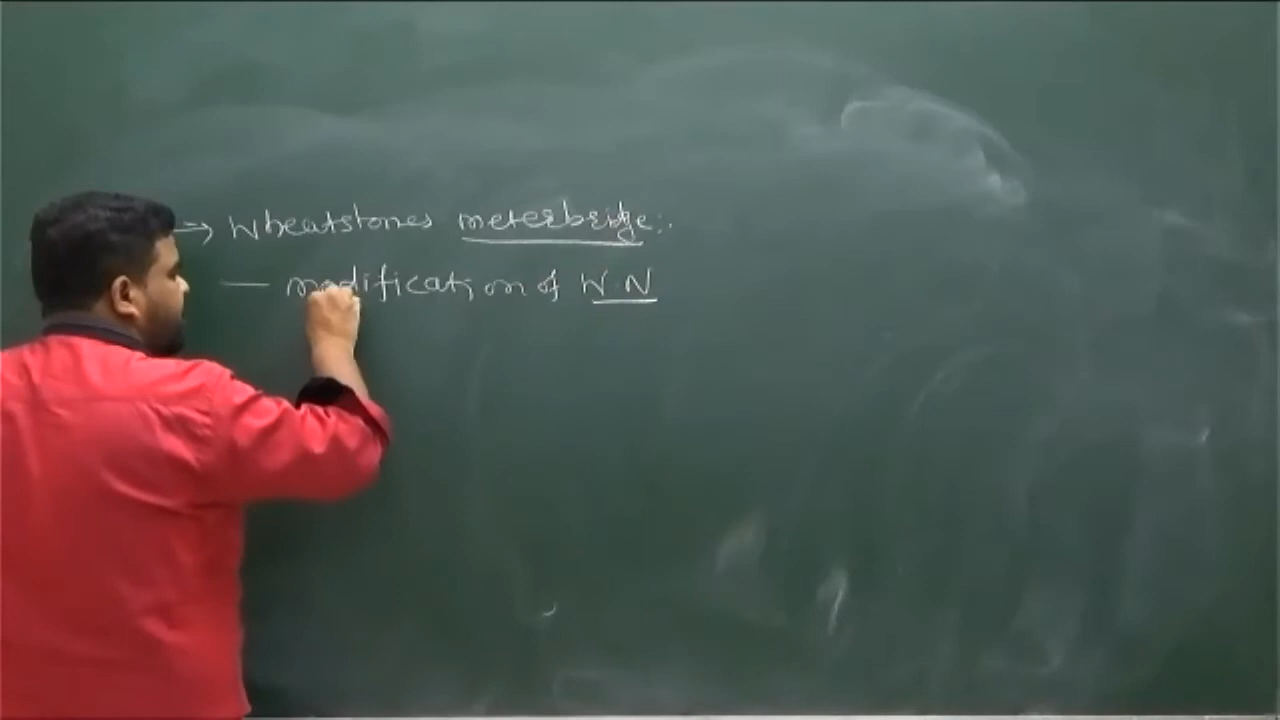 → Wheatstones meterbridge:.
— modification of W.N